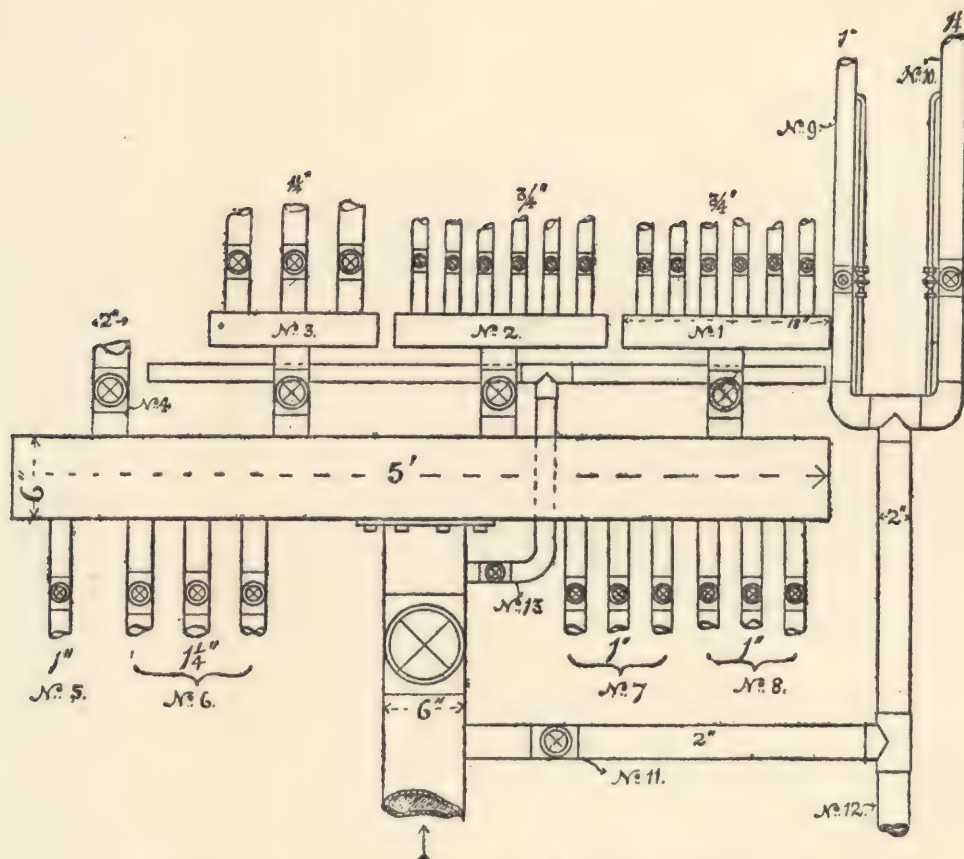 1"
1¼
No. 10.
No. 9.
1¼"
¾"
¾"
2"
No. 3.
No. 2.
No. 1
18"
No. 4
5'
6"
2"
No. 13
1"
1¼"
1"
1"
No. 5.
No. 6.
No. 7
No. 8.
6"
2"
No. 11.
No. 12.